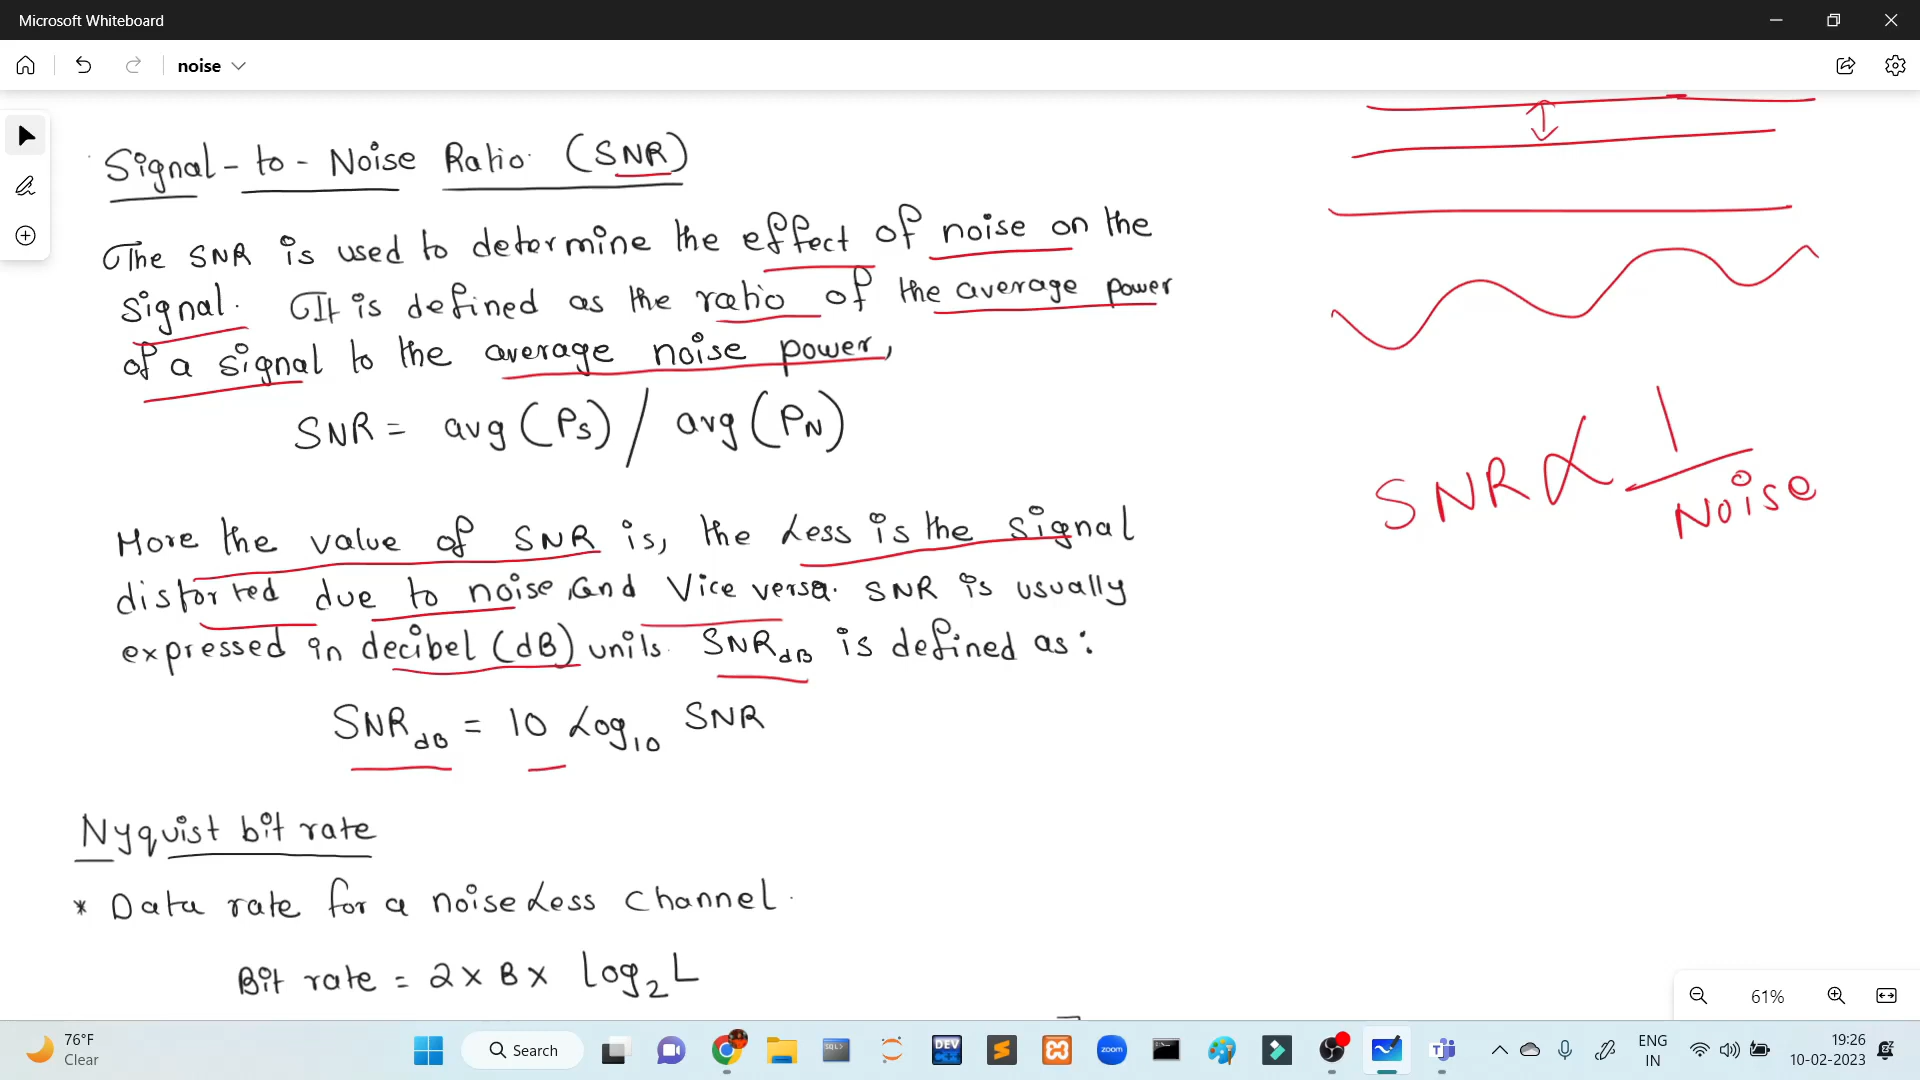 Microsoft Whiteboard
noise
Signal-to-Noise Ratio (SNR)
The SNR is used to determine the effect of noise on the
signal. It is defined as the ratio of the average power
of a signal to the average noise power,
SNR = avg (PS) / avg (PN)
More the value of SNR is, the Less is the signal
distorted due to noise, and Vice versa. SNR is usually
expressed in decibel (dB) units. SNRdB is defined as:
SNRdB = 10 Log10 SNR
Nyquist bit rate
* Data rate for a noiseLess channel.
Bit rate = 2 x B x log2 L
SNR ∝ 1
Noise
61%
76°F
Clear
Search
SQL>
DEV
C++
zoom
ENG
IN
19:26
10-02-2023